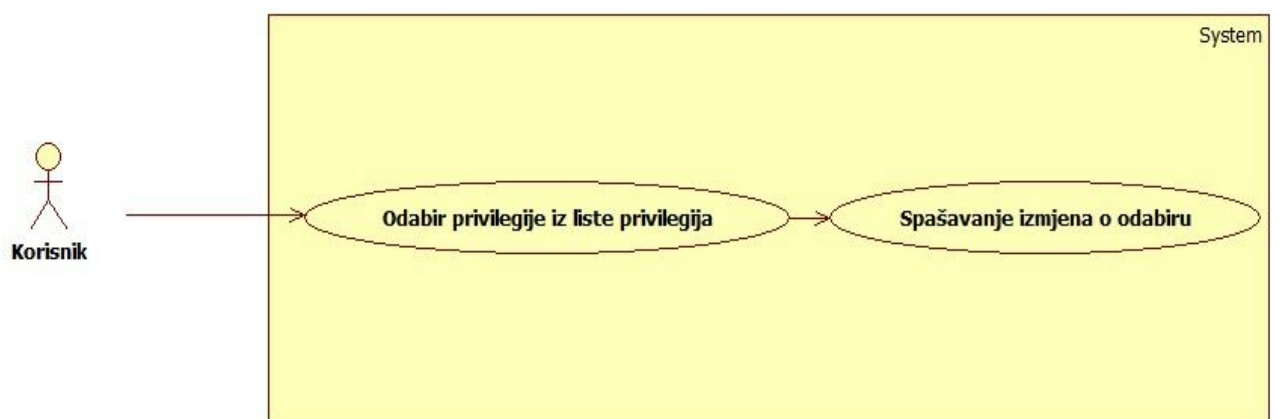 System
Korisnik
Odabir privilegije iz liste privilegija
Spašavanje izmjena o odabiru